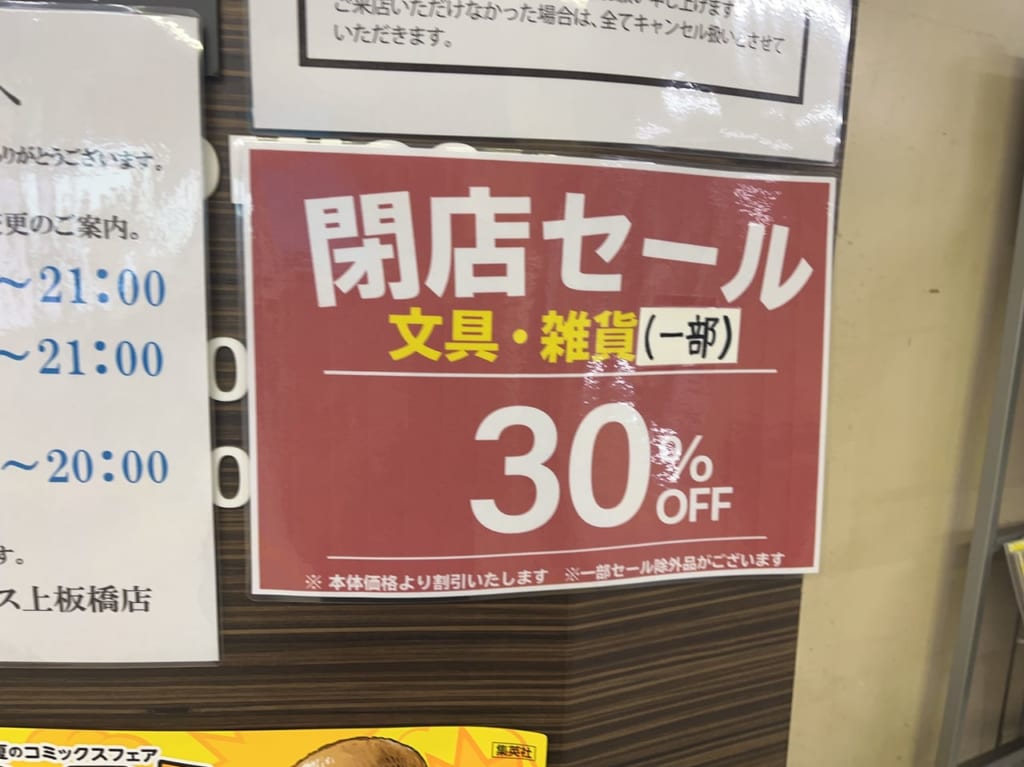 ご来店いただけなかった場合は、全てキャンセル扱いとさせて
いただきます。
りがとうございます。
更のご案内。
～21:00
～21:00
～20:00
す。
ス上板橋店
閉店セール
文具・雑貨(一部)
30%
OFF
※ 本体価格より割引いたします ※一部セール除外品がございます
夏のコミックスフェア
集英社